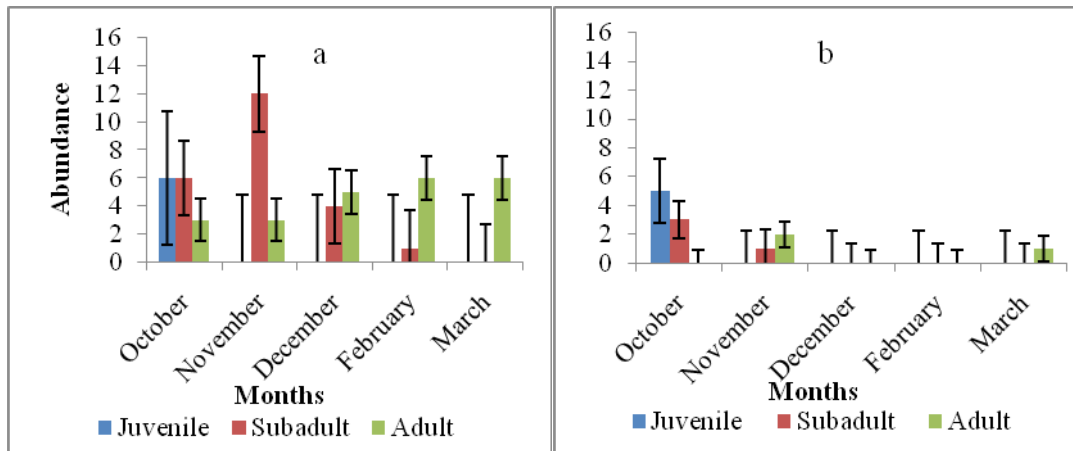 a
Abundance
16
14
12
10
8
6
4
2
0
October
November
December
February
March
Months
Juvenile Subadult Adult
b
16
14
12
10
8
6
4
2
0
October
November
December
February
March
Months
Juvenile Subadult Adult